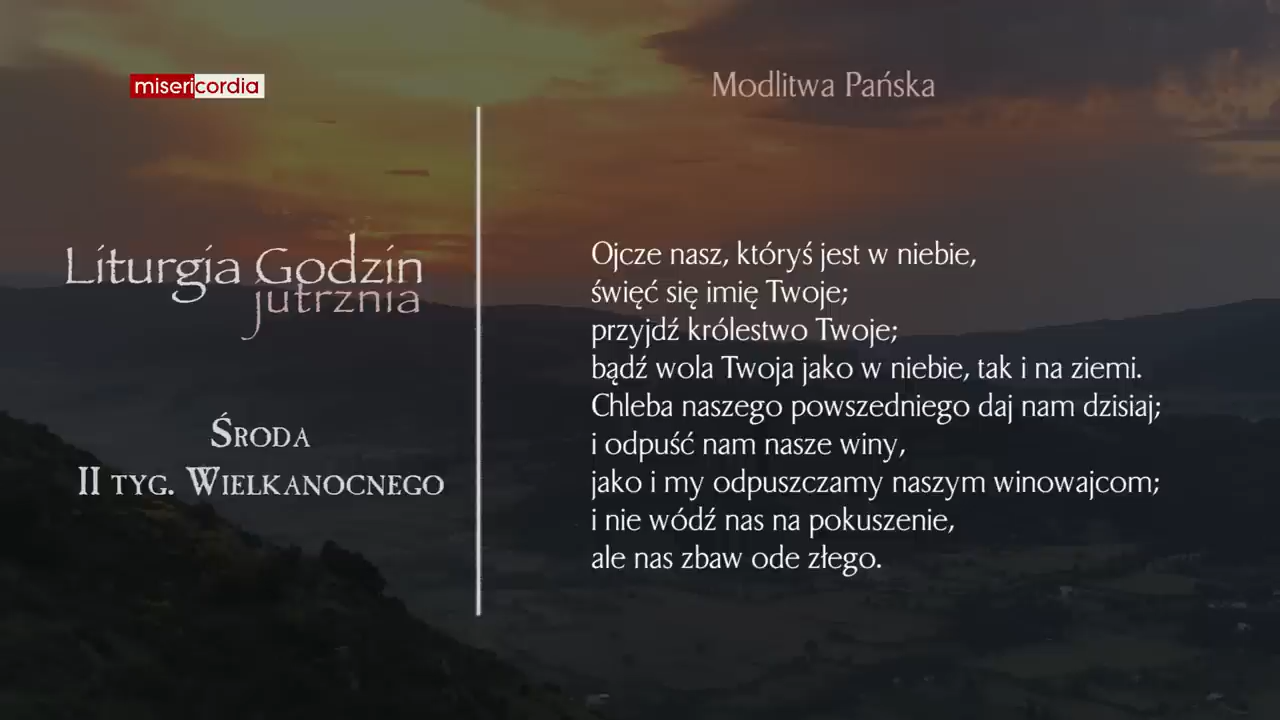 misericordia
Modlitwa Pańska
Liturgia Godzin
jutrznia
Środa
II tyg. Wielkanocnego
Ojcze nasz, któryś jest w niebie,
święć się imię Twoje;
przyjdź królestwo Twoje;
bądź wola Twoja jako w niebie, tak i na ziemi.
Chleba naszego powszedniego daj nam dzisiaj;
i odpuść nam nasze winy,
jako i my odpuszczamy naszym winowajcom;
i nie wódź nas na pokuszenie,
ale nas zbaw ode złego.